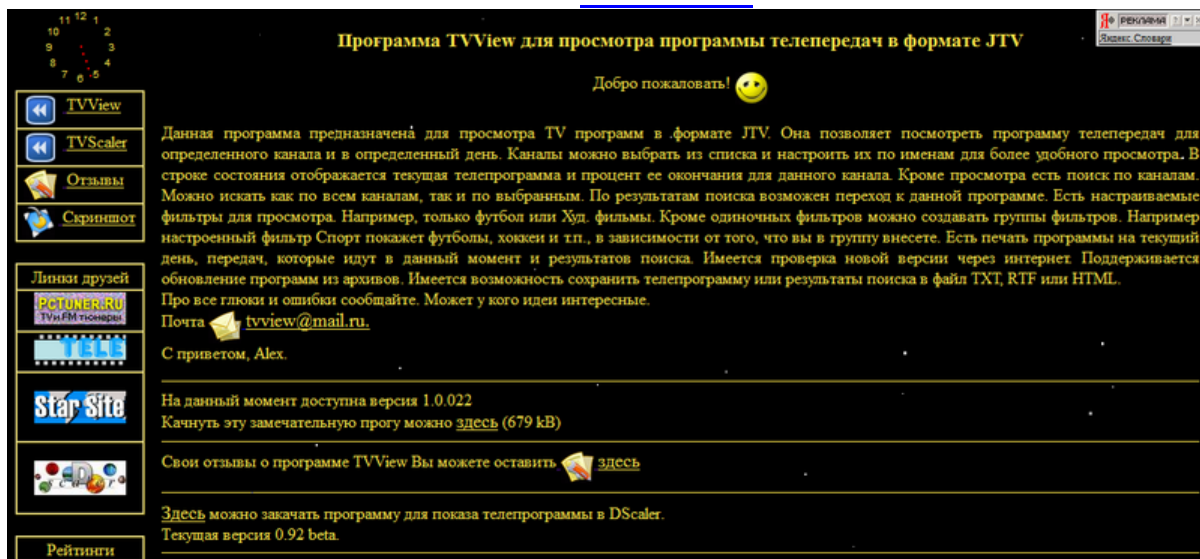 11 12 1
10 2
9 3
8 4
7 6 5
TVView
TVScaler
Отзывы
Скриншот
Линки друзей
PCTUNER.RU
TV и FM тюнеры
TELE
Star Site
Рейтинги
Я РЕКЛАМА ?
Яндекс.Словари
Программа TVView для просмотра программы телепередач в формате JTV
Добро пожаловать!
Данная программа предназначена для просмотра TV программ в формате JTV. Она позволяет посмотреть программу телепередач для
определенного канала и в определенный день. Каналы можно выбрать из списка и настроить их по именам для более удобного просмотра. В
строке состояния отображается текущая телепрограмма и процент ее окончания для данного канала. Кроме просмотра есть поиск по каналам.
Можно искать как по всем каналам, так и по выбранным. По результатам поиска возможен переход к данной программе. Есть настраиваемые
фильтры для просмотра. Например, только футбол или Худ. фильмы. Кроме одиночных фильтров можно создавать группы фильтров. Например
настроенный фильтр Спорт покажет футболы, хоккеи и т.п., в зависимости от того, что вы в группу внесете. Есть печать программы на текущий
день, передач, которые идут в данный момент и результатов поиска. Имеется проверка новой версии через интернет. Поддерживается
обновление программ из архивов. Имеется возможность сохранить телепрограмму или результаты поиска в файл TXT, RTF или HTML.
Про все глюки и ошибки сообщайте. Может у кого идеи интересные.
Почта tvview@mail.ru.
С приветом, Alex.
На данный момент доступна версия 1.0.022
Качнуть эту замечательную прогу можно здесь (679 kB)
Свои отзывы о программе TVView Вы можете оставить здесь
Здесь можно закачать программу для показа телепрограммы в DScaler.
Текущая версия 0.92 beta.